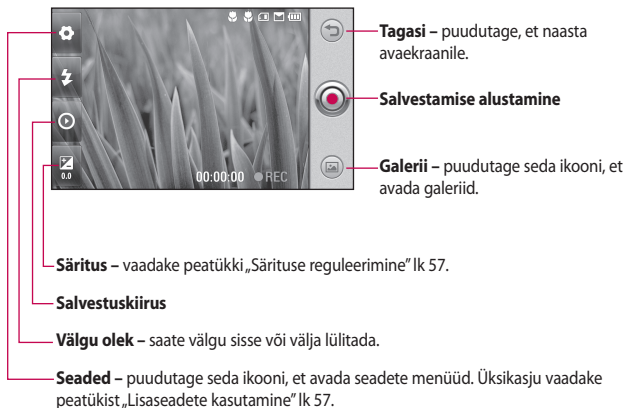 Tagasi – puudutage, et naasta
avaekraanile.
Salvestamise alustamine
Galerii – puudutage seda ikooni, et
avada galeriid.
0.0
00:00:00 REC
Säritus – vaadake peatükki „Särituse reguleerimine” lk 57.
Salvestuskiirus
Välgu olek – saate välgu sisse või välja lülitada.
Seaded – puudutage seda ikooni, et avada seadete menüüd. Üksikasju vaadake
peatükist „Lisaseadete kasutamine” lk 57.